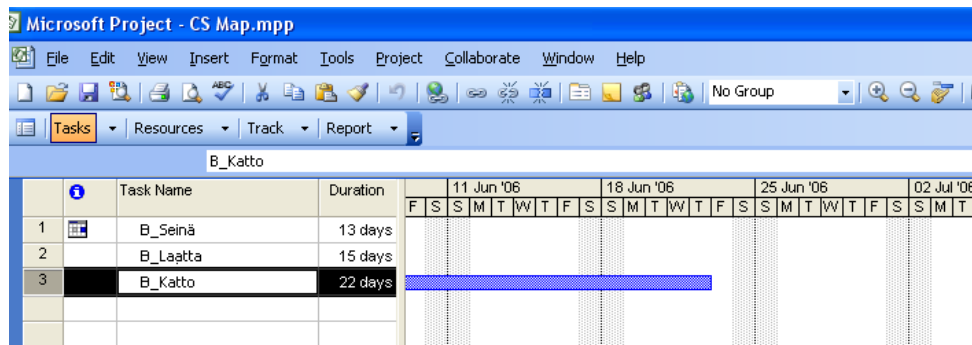 Microsoft Project - CS Map.mpp
File Edit View Insert Format Tools Project Collaborate Window Help
ABC No Group
Tasks Resources Track Report
B_Katto
Task Name Duration 11 Jun '06 18 Jun '06 25 Jun '06 02 Jul '06
F S S M T W T F S S M T W T F S S M T W T F S S M T
1 B_Seinä 13 days
2 B_Laatta 15 days
3 B_Katto 22 days